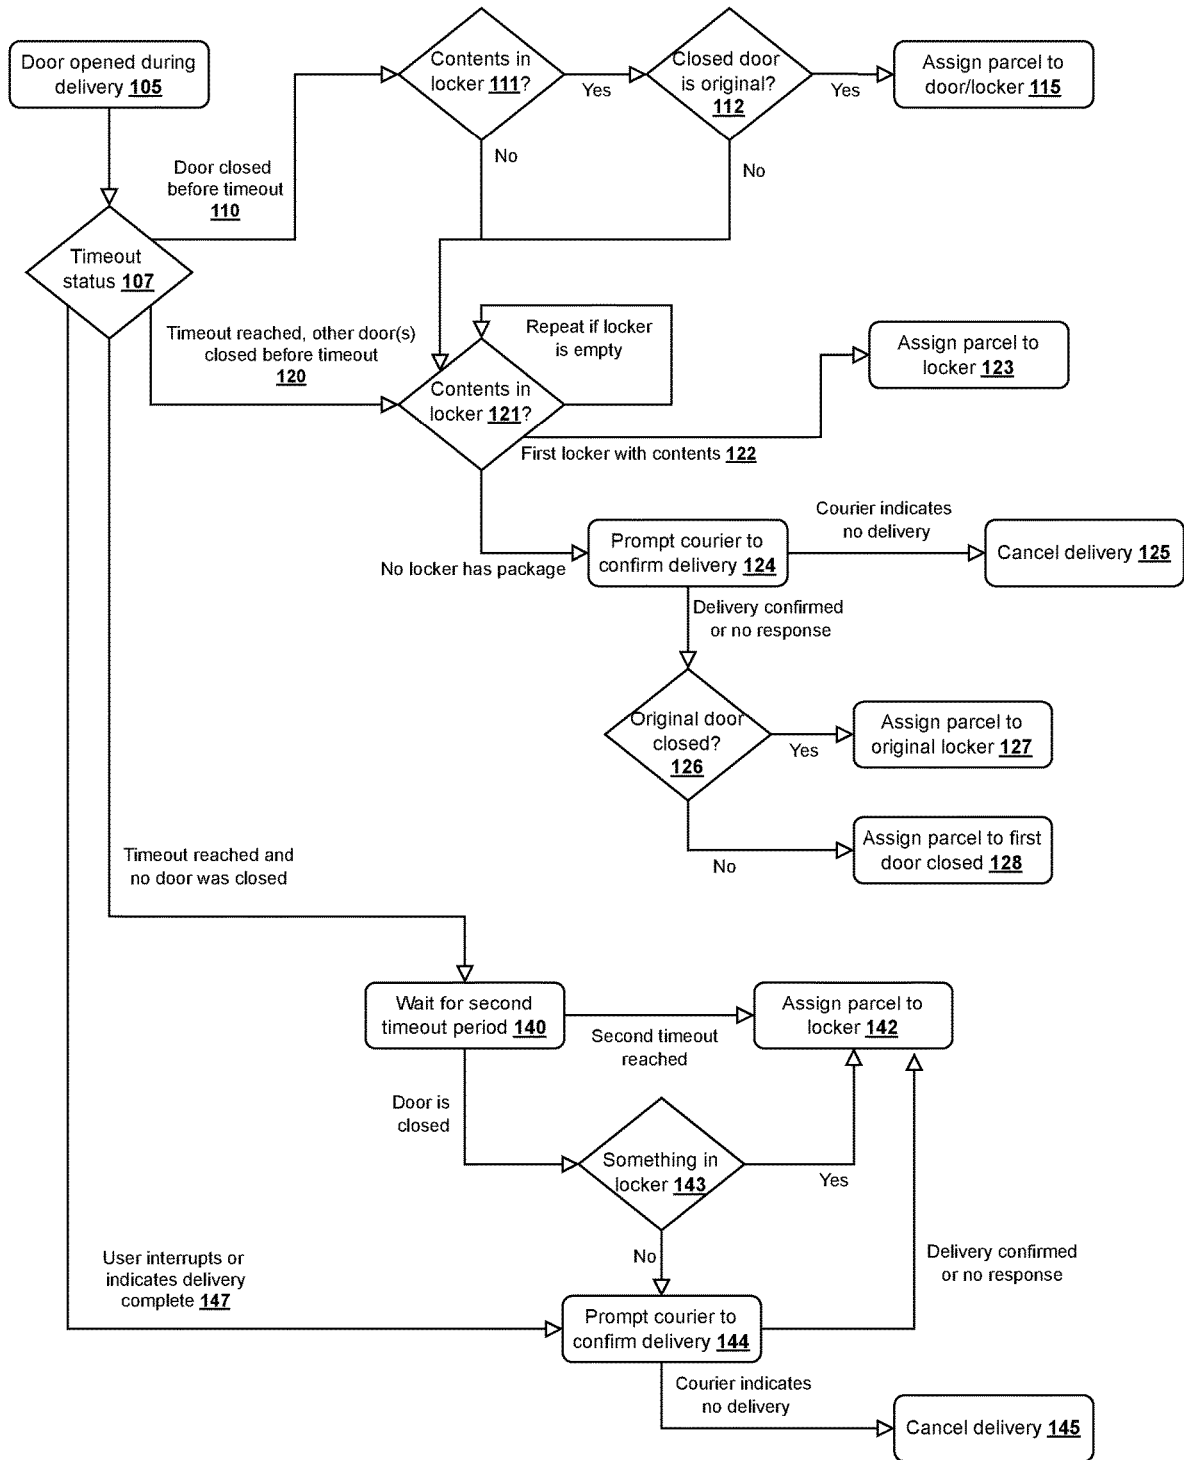 Door opened during
delivery 105
Contents in
locker 111?
Yes
Closed door
is original?
112
Yes
Assign parcel to
door/locker 115
No
No
Door closed
before timeout
110
Timeout
status 107
Timeout reached, other door(s)
closed before timeout
120
Repeat if locker
is empty
Contents in
locker 121?
Assign parcel to
locker 123
First locker with contents 122
No locker has package
Prompt courier to
confirm delivery 124
Courier indicates
no delivery
Cancel delivery 125
Delivery confirmed
or no response
Original door
closed?
126
Yes
Assign parcel to
original locker 127
No
Assign parcel to first
door closed 128
Timeout reached and
no door was closed
Wait for second
timeout period 140
Second timeout
reached
Assign parcel to
locker 142
Door is
closed
Something in
locker 143
Yes
No
User interrupts or
indicates delivery
complete 147
Delivery confirmed
or no response
Prompt courier to
confirm delivery 144
Courier indicates
no delivery
Cancel delivery 145